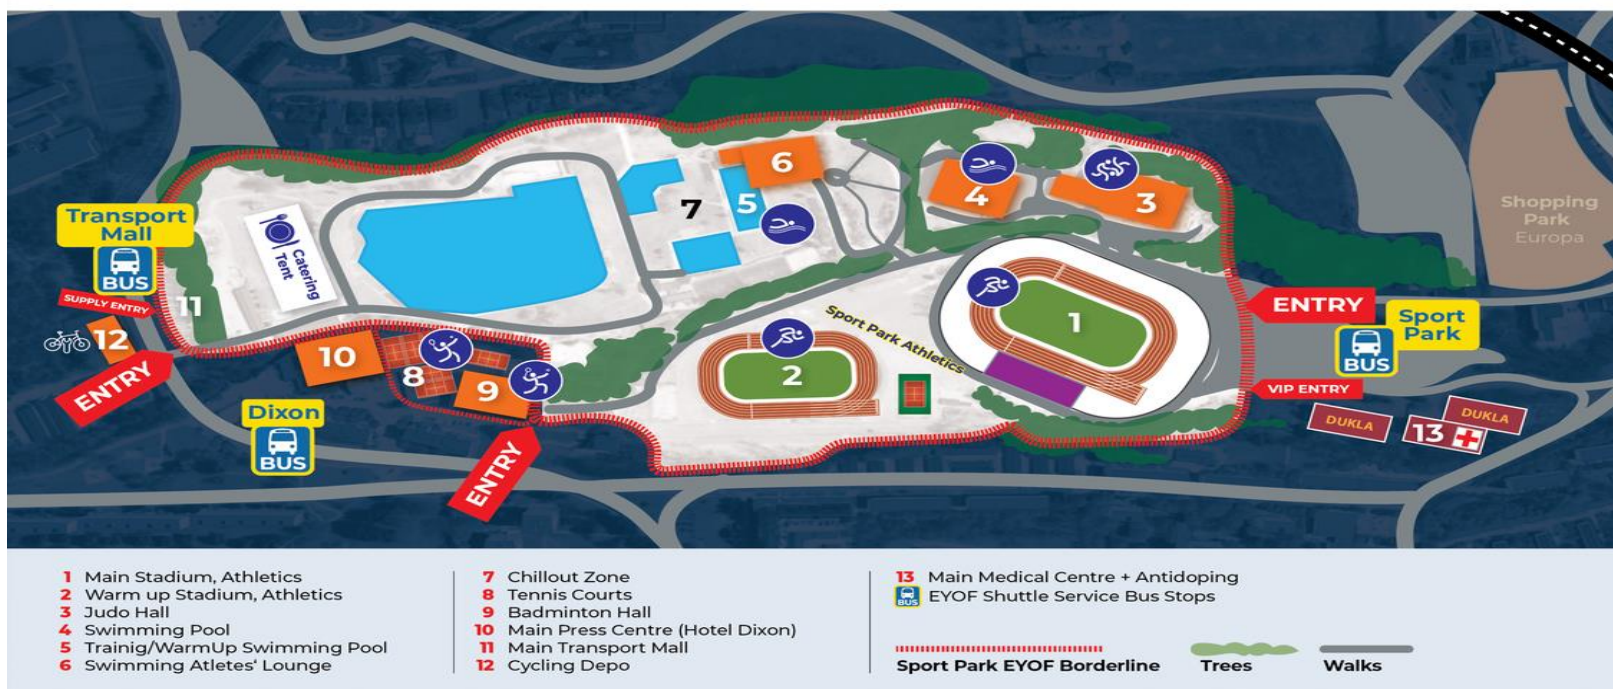 Transport
Mall
BUS
SUPPLY ENTRY
11
12
ENTRY
Catering
Tent
10
8
9
Dixon
BUS
ENTRY
7
5
6
4
3
2
Sport Park Athletics
1
ENTRY
Sport
Park
BUS
VIP ENTRY
DUKLA
DUKLA
13
Shopping
Park
Europa
1 Main Stadium, Athletics
2 Warm up Stadium, Athletics
3 Judo Hall
4 Swimming Pool
5 Trainig/WarmUp Swimming Pool
6 Swimming Atletes' Lounge
7 Chillout Zone
8 Tennis Courts
9 Badminton Hall
10 Main Press Centre (Hotel Dixon)
11 Main Transport Mall
12 Cycling Depo
13 Main Medical Centre + Antidoping
BUS EYOF Shuttle Service Bus Stops
Sport Park EYOF Borderline
Trees
Walks